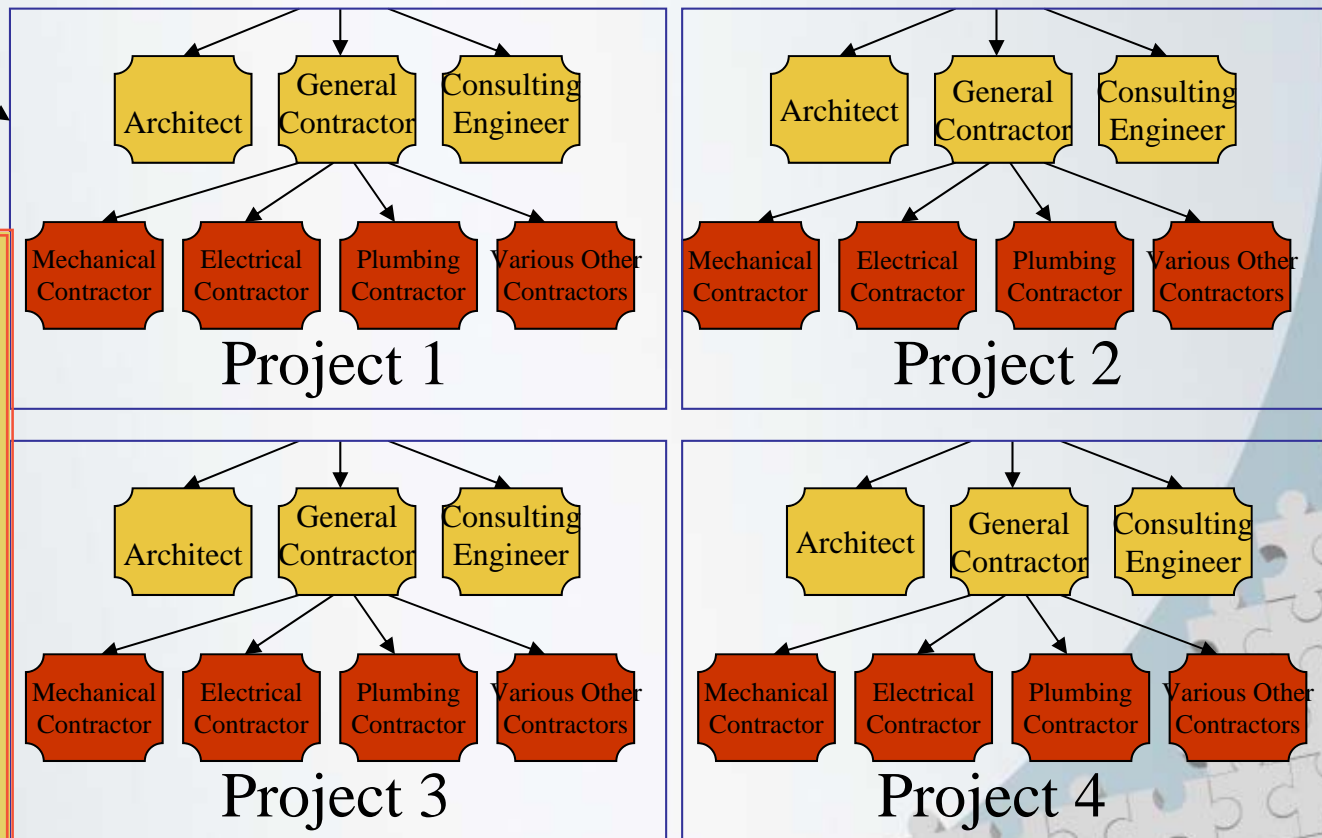 Architect
General
Contractor
Consulting
Engineer
Mechanical
Contractor
Electrical
Contractor
Plumbing
Contractor
Various Other
Contractors
Project 1
Architect
General
Contractor
Consulting
Engineer
Mechanical
Contractor
Electrical
Contractor
Plumbing
Contractor
Various Other
Contractors
Project 2
Architect
General
Contractor
Consulting
Engineer
Mechanical
Contractor
Electrical
Contractor
Plumbing
Contractor
Various Other
Contractors
Project 3
Architect
General
Contractor
Consulting
Engineer
Mechanical
Contractor
Electrical
Contractor
Plumbing
Contractor
Various Other
Contractors
Project 4